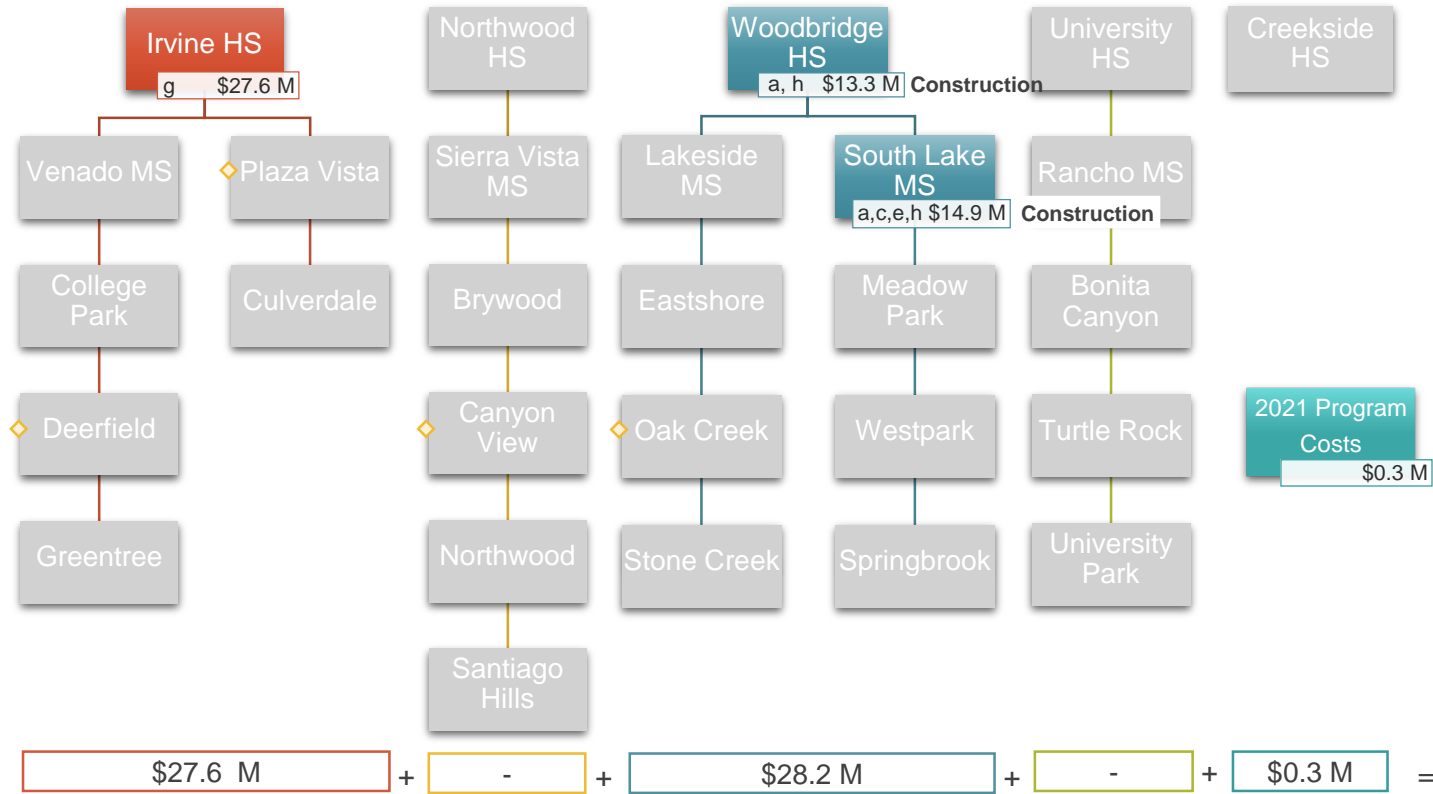 Irvine HS
g $27.6 M
Northwood
HS
Woodbridge
HS
a, h $13.3 M Construction
University
HS
Creekside
HS
Venado MS
Plaza Vista
Sierra Vista
MS
Lakeside
MS
South Lake
MS
a,c,e,h $14.9 M Construction
Rancho MS
College
Park
Culverdale
Brywood
Eastshore
Meadow
Park
Bonita
Canyon
Deerfield
Canyon
View
Oak Creek
Westpark
Turtle Rock
2021 Program
Costs
$0.3 M
Greentree
Northwood
Stone Creek
Springbrook
University
Park
Santiago
Hills
$27.6 M + - + $28.2 M + - + $0.3 M =